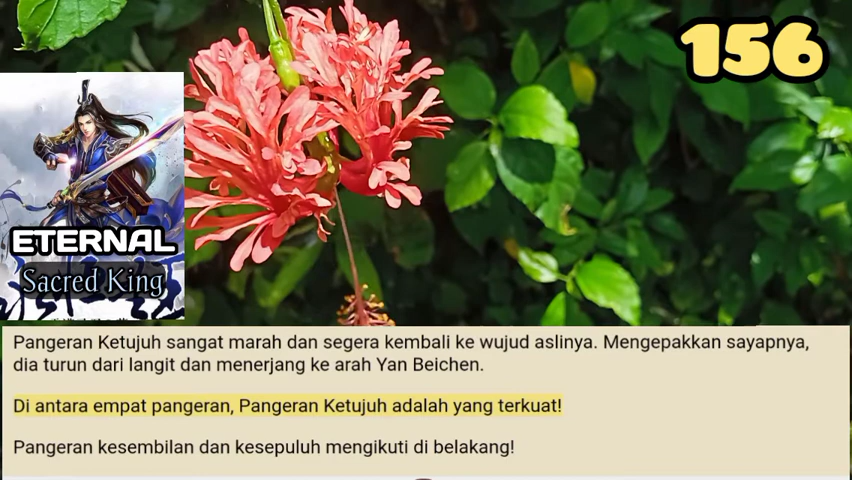 156
ETERNAL
Sacred King
Pangeran Ketujuh sangat marah dan segera kembali ke wujud aslinya. Mengepakkan sayapnya,
dia turun dari langit dan menerjang ke arah Yan Beichen.
Di antara empat pangeran, Pangeran Ketujuh adalah yang terkuat!
Pangeran kesembilan dan kesepuluh mengikuti di belakang!